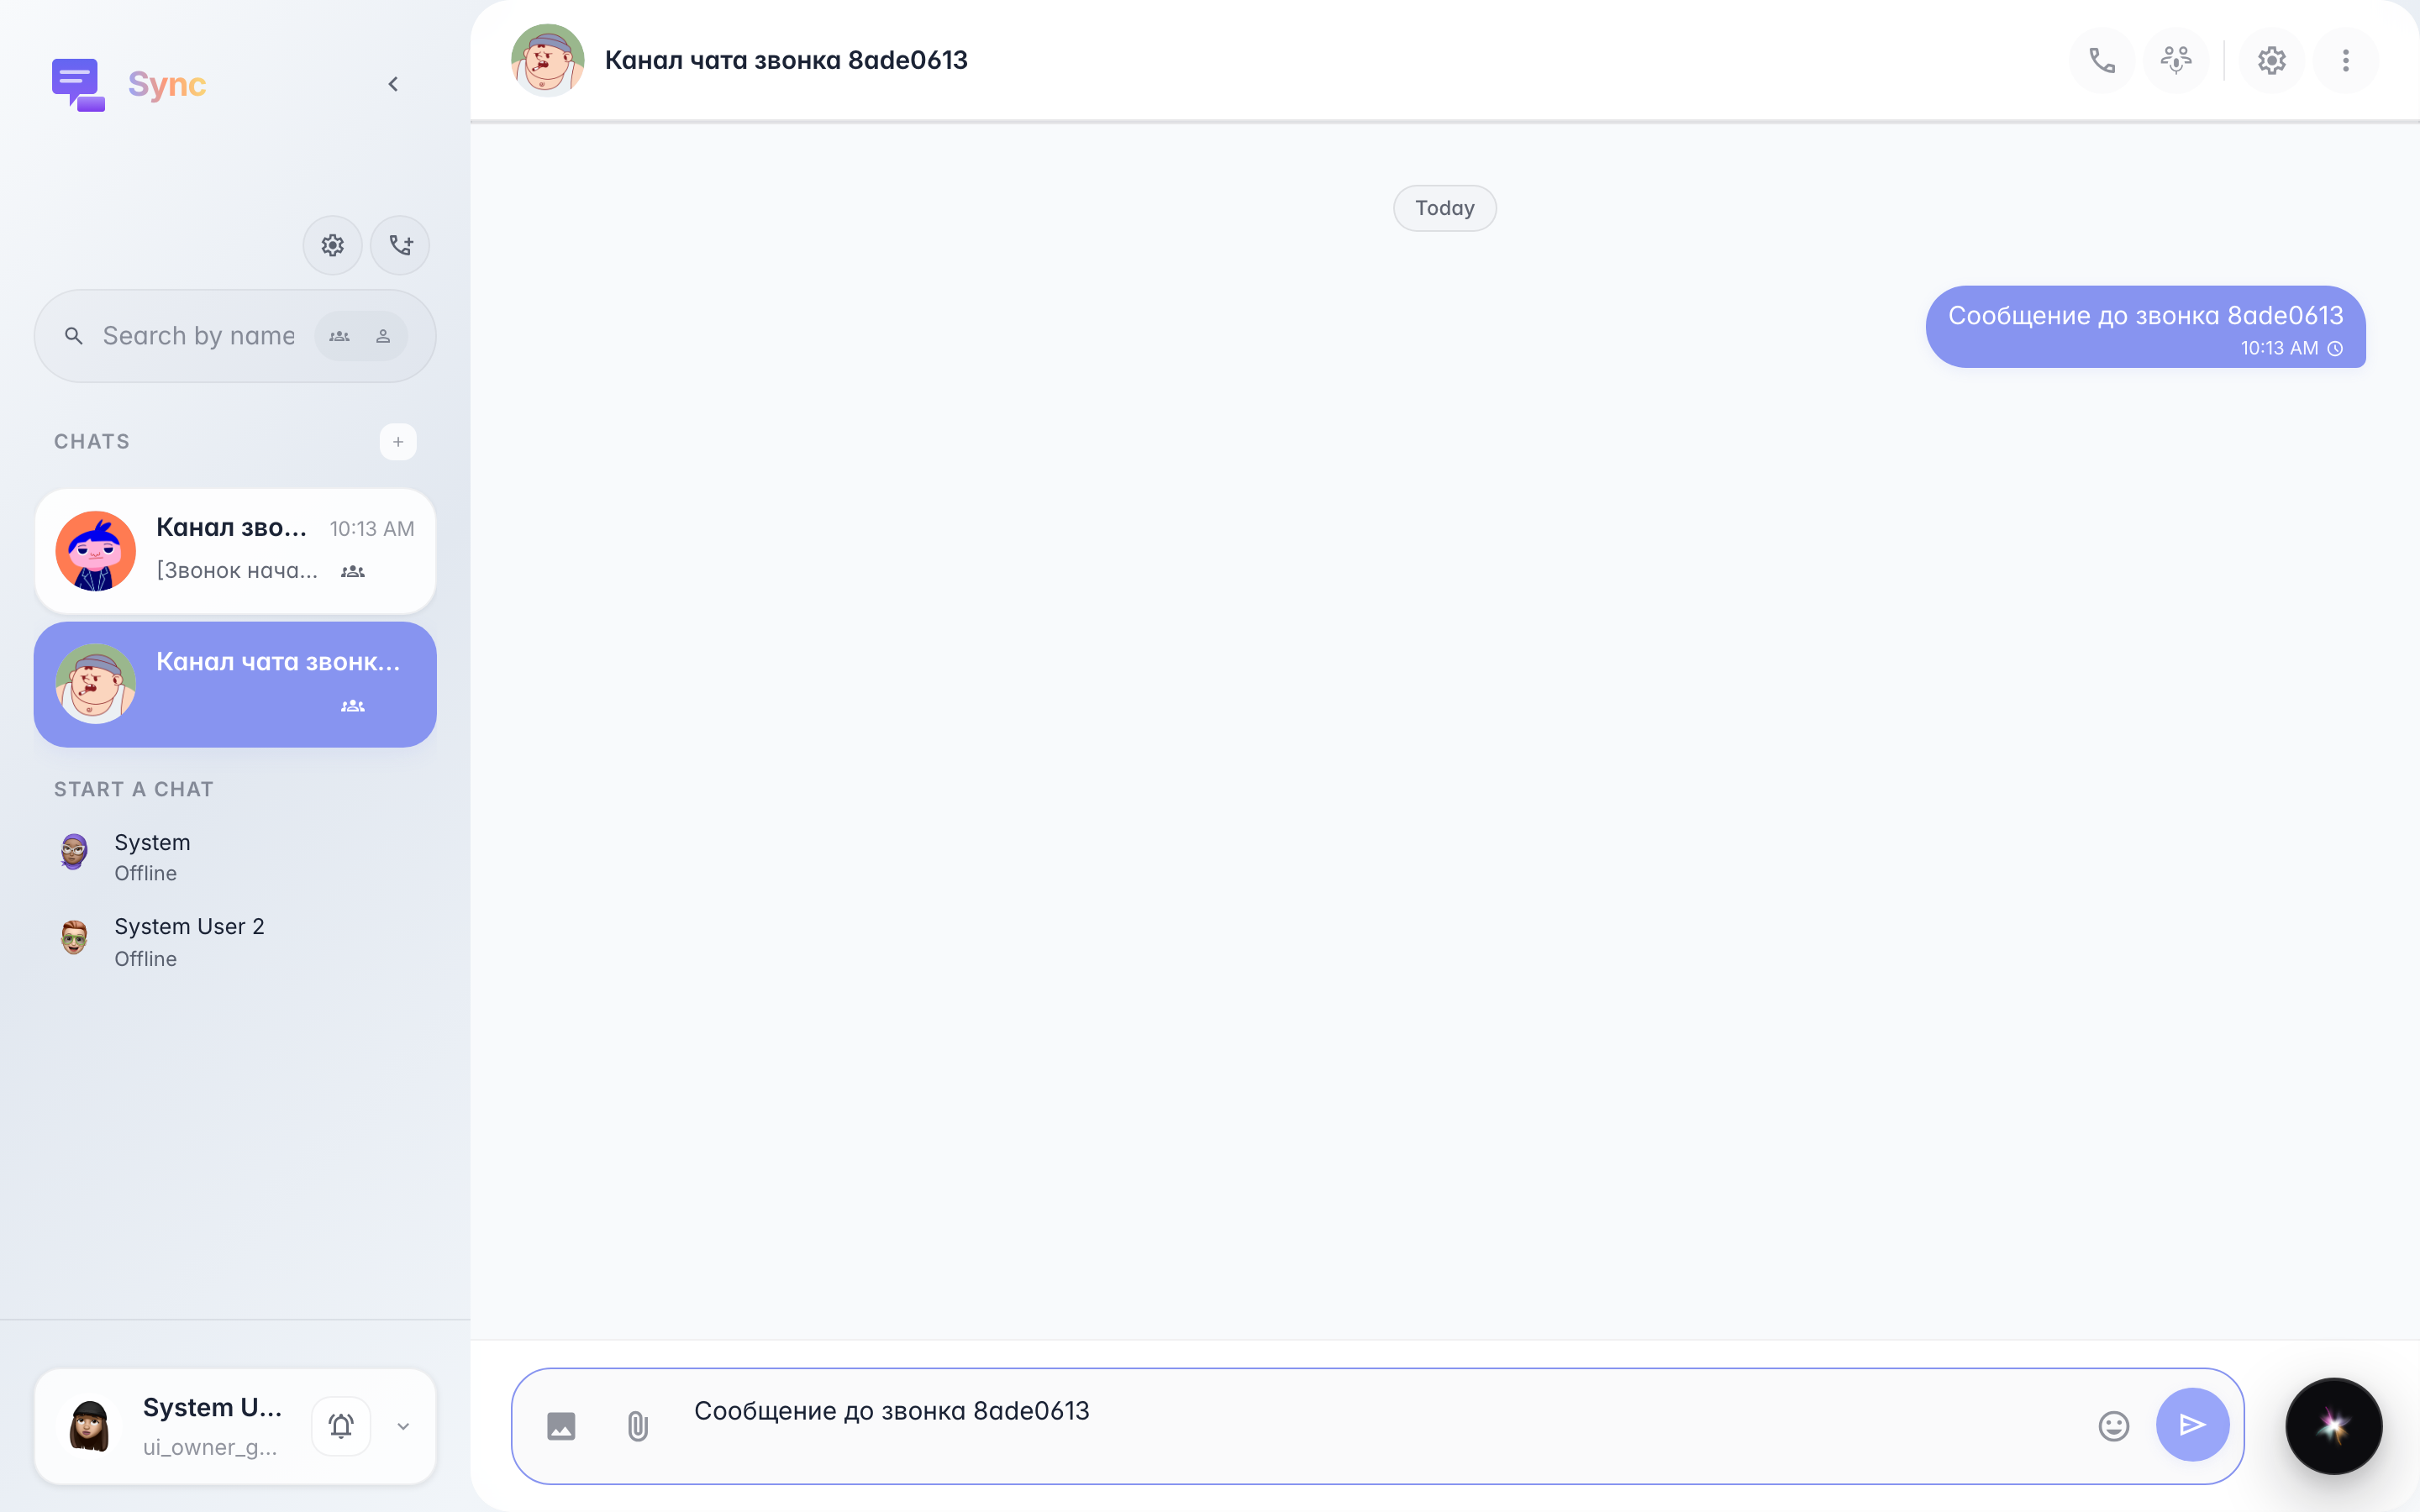 Sync
Search by name
CHATS
Канал зво... 10:13 AM
[Звонок нача...
Канал чата звонк...
START A CHAT
System
Offline
System User 2
Offline
System U...
ui_owner_g...
Канал чата звонка 8ade0613
Today
Сообщение до звонка 8ade0613
10:13 AM
Сообщение до звонка 8ade0613